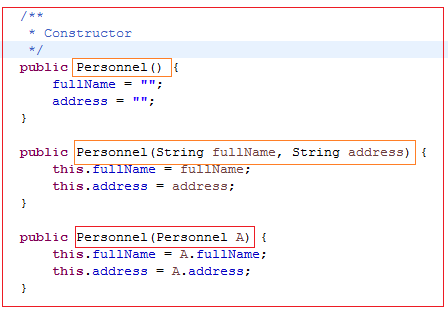 /**
 * Constructor
 */
public Personnel() {
    fullName = "";
    address = "";
}

public Personnel(String fullName, String address) {
    this.fullName = fullName;
    this.address = address;
}

public Personnel(Personnel A) {
    this.fullName = A.fullName;
    this.address = A.address;
}